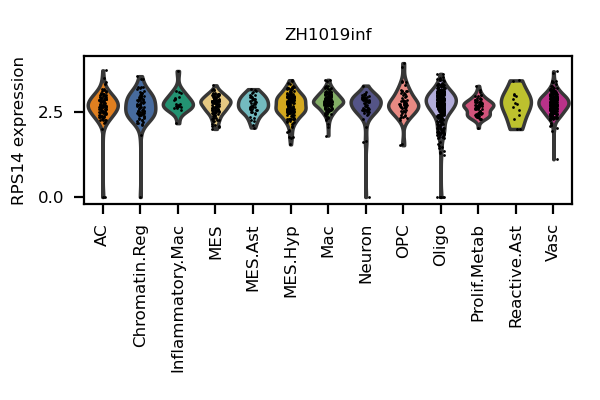 ZH1019inf
RPS14 expression
2.5
0.0
AC
Chromatin.Reg
Inflammatory.Mac
MES
MES.Ast
MES.Hyp
Mac
Neuron
OPC
Oligo
Prolif.Metab
Reactive.Ast
Vasc